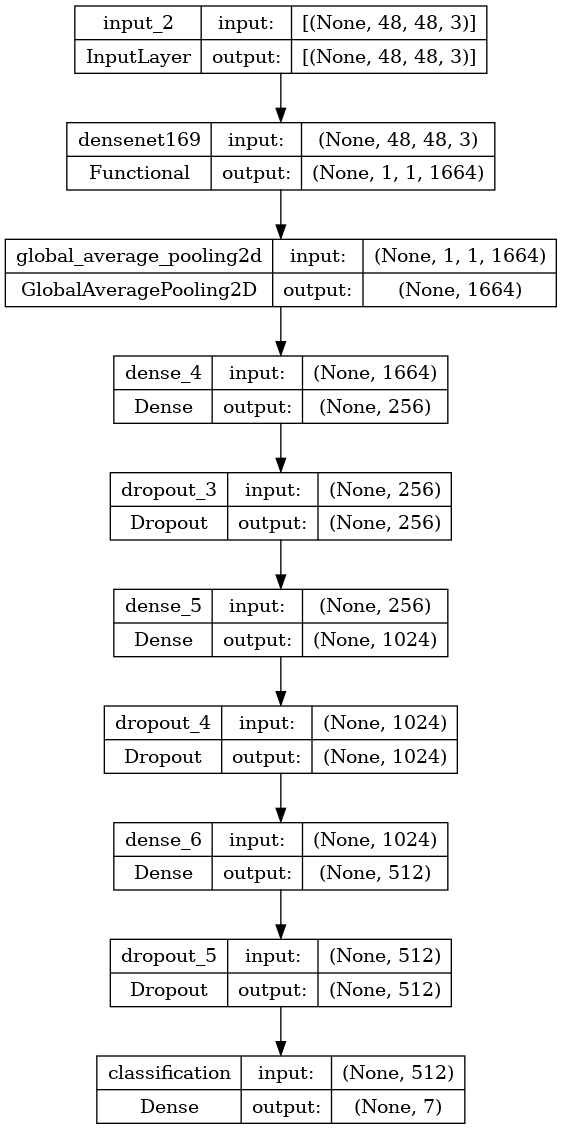 input_2 input: [(None, 48, 48, 3)]
InputLayer output: [(None, 48, 48, 3)]
densenet169 input: (None, 48, 48, 3)
Functional output: (None, 1, 1, 1664)
global_average_pooling2d input: (None, 1, 1, 1664)
GlobalAveragePooling2D output: (None, 1664)
dense_4 input: (None, 1664)
Dense output: (None, 256)
dropout_3 input: (None, 256)
Dropout output: (None, 256)
dense_5 input: (None, 256)
Dense output: (None, 1024)
dropout_4 input: (None, 1024)
Dropout output: (None, 1024)
dense_6 input: (None, 1024)
Dense output: (None, 512)
dropout_5 input: (None, 512)
Dropout output: (None, 512)
classification input: (None, 512)
Dense output: (None, 7)